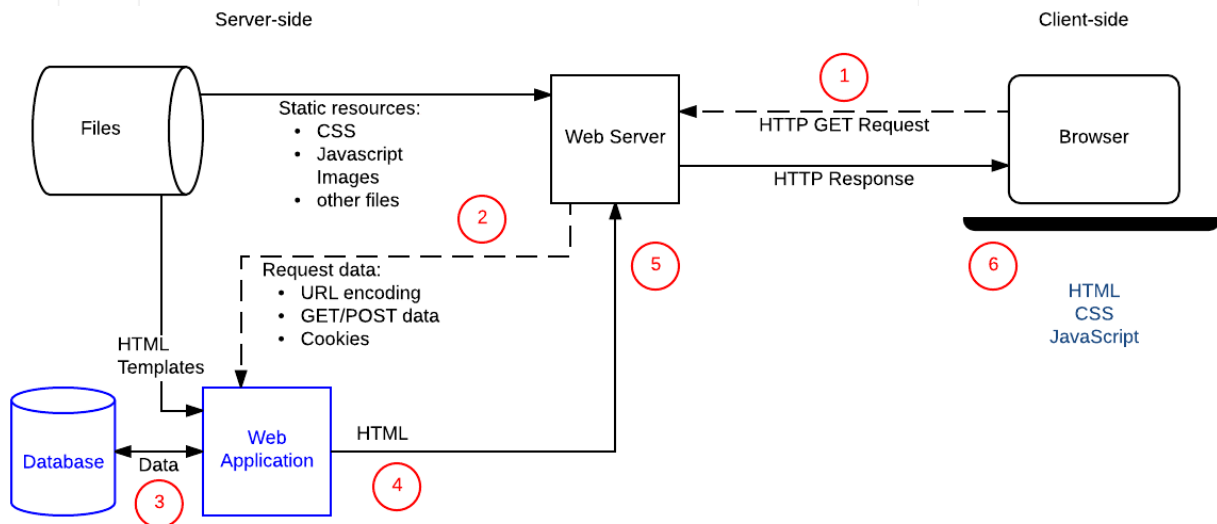 Server-side
Client-side
Files
Static resources:
• CSS
• Javascript
Images
• other files
Web Server
1
HTTP GET Request
HTTP Response
Browser
2
Request data:
• URL encoding
• GET/POST data
• Cookies
5
6
HTML
CSS
JavaScript
HTML
Templates
Database
Data
3
Web
Application
HTML
4